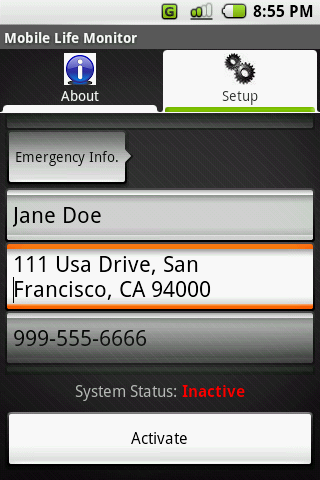 G 8:55 PM
Mobile Life Monitor
i
About
Setup
Emergency Info.
Jane Doe
111 Usa Drive, San
Francisco, CA 94000
999-555-6666
System Status: Inactive
Activate